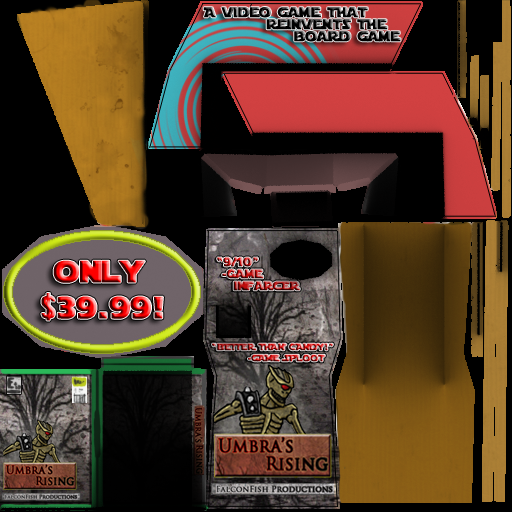 A VIDEO GAME THAT
REINVENTS THE
BOARD GAME
ONLY
$39.99!
"9/10"
-GAME
INFARCER
"BETTER THAN CANDY!"
-GAME SPLOOT
UMBRA'S
RISING
FALCONFISH PRODUCTIONS
UMBRA'S
RISING
FALCONFISH PRODUCTIONS
UMBRA'S RISING